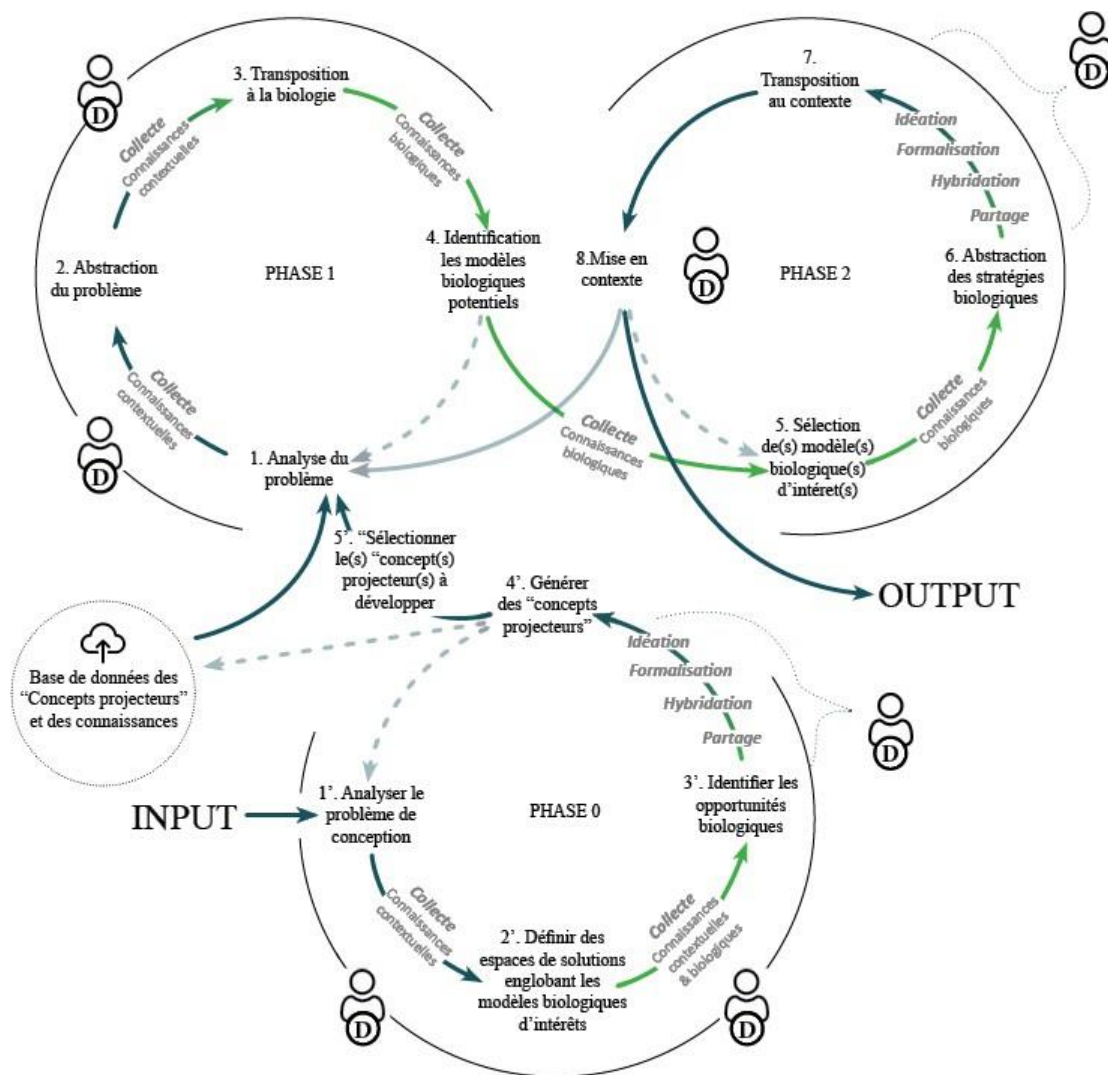 3. Transposition
à la biologie
Collecte
Connaissances
contextuelles
Collecte
Connaissances
biologiques
D
2. Abstraction
du problème
PHASE 1
4. Identification
les modèles
biologiques
potentiels
Collecte
Connaissances
contextuelles
D
1. Analyse du
problème
7.
Transposition
au contexte
D
Idéation
Formalisation
Hybridation
Partage
8.Mise en
contexte
D
PHASE 2
6. Abstraction
des stratégies
biologiques
Collecte
Connaissances
biologiques
5. Sélection
de(s) modèle(s)
biologique(s)
d’intéret(s)
Collecte
Connaissances
biologiques
OUTPUT
5’. “Sélectionner
le(s) “concept(s)
projecteur(s) à
développer
4’. Générer
des “concepts
projecteurs”
Base de données des
“Concepts projecteurs”
et des connaissances
Idéation
Formalisation
Hybridation
Partage
D
INPUT
1’. Analyser le
problème de
conception
PHASE 0
3’. Identifier les
opportunités
biologiques
Collecte
Connaissances
contextuelles
2’. Définir des
espaces de solutions
englobant les
modèles biologiques
d’intérêts
Collecte
Connaissances
contextuelles
& biologiques
D
D